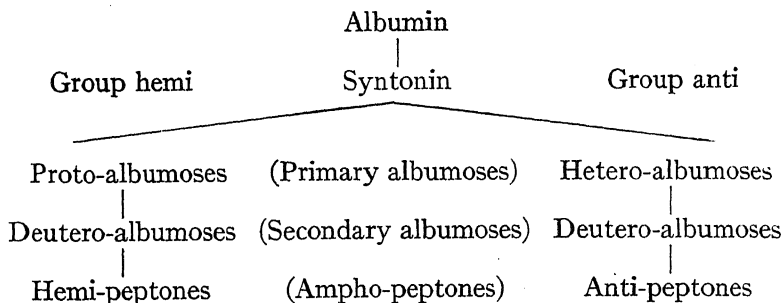 Albumin
Group hemi Syntonin Group anti
Proto-albumoses (Primary albumoses) Hetero-albumoses
Deutero-albumoses (Secondary albumoses) Deutero-albumoses
Hemi-peptones (Ampho-peptones) Anti-peptones